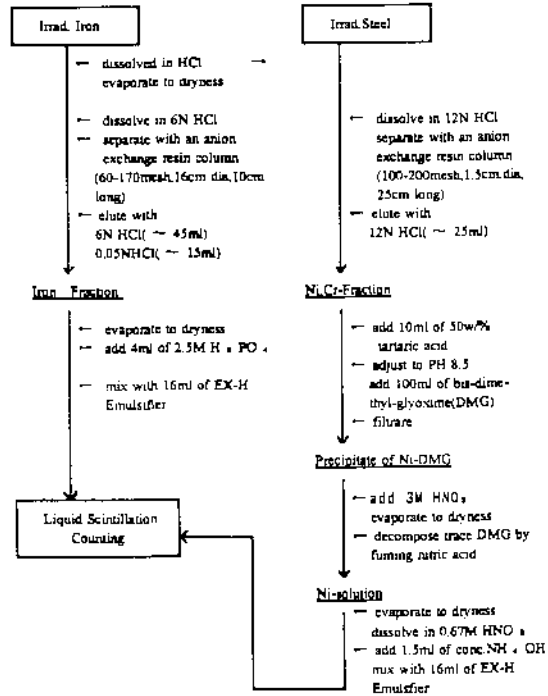 Irrad. Iron
dissolved in HCl
evaporate to dryness
dissolve in 6N HCl
separate with an anion
exchange resin column
(60-170mesh,16cm dia,10cm
long)
elute with
6N HCl(~ 45ml)
0.05NHCl(~ 15ml)
Iron Fraction
evaporate to dryness
add 4ml of 2.5M H₃PO₄
mix with 16ml of EX-H
Emulsifier
Liquid Scintillation
Counting
Irrad.Steel
dissolve in 12N HCl
separate with an anion
exchange resin column
(100-200mesh,1.5cm.dia,
25cm long)
elute with
12N HCl(~ 25ml)
Ni,Cr-Fraction
add 10ml of 50w/%
tartaric acid
adjust to PH 8.5
add 100ml of bis-dime-
thyl-glyoxime(DMG)
filtrare
Precipitate of Ni-DMG
add 3M HNO₃
evaporate to dryness
decompose trace DMG by
fuming nitric acid
Ni-solution
evaporate to dryness
dissolve in 0.67M HNO₃
add 1.5ml of conc.NH₄OH
mix with 16ml of EX-H
Emulsifier